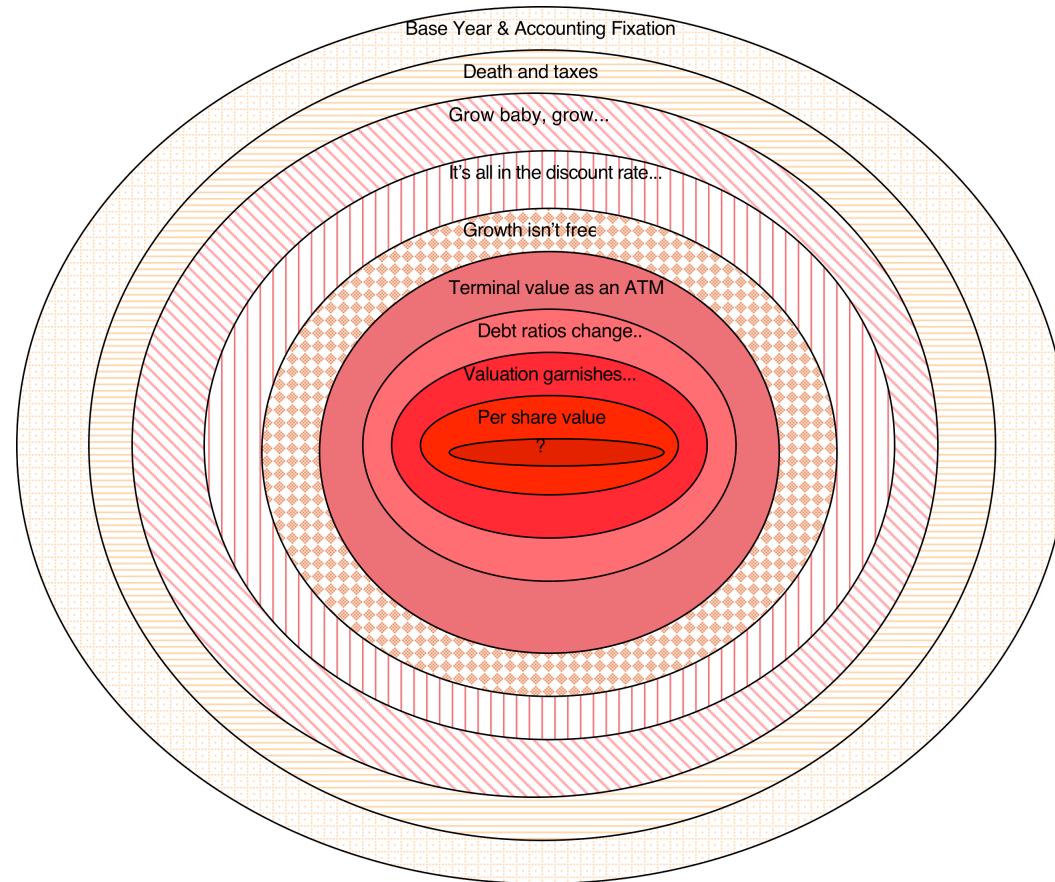 Base Year & Accounting Fixation
Death and taxes
Grow baby, grow...
It's all in the discount rate...
Growth isn't free
Terminal value as an ATM
Debt ratios change..
Valuation garnishes...
Per share value
?